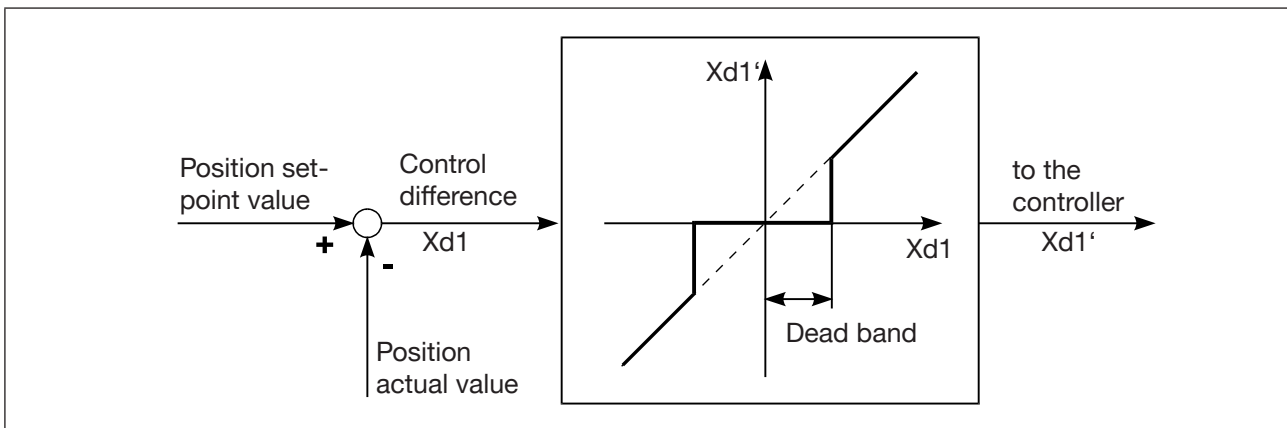 Position set-
point value
+
-
Position
actual value
Control
difference
Xd1
Xd1‘
Xd1
Dead band
to the
controller
Xd1‘